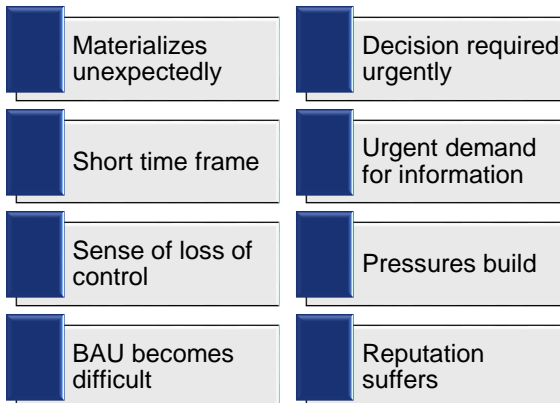 Materializes
unexpectedly
Decision required
urgently
Short time frame
Urgent demand
for information
Sense of loss of
control
Pressures build
BAU becomes
difficult
Reputation
suffers